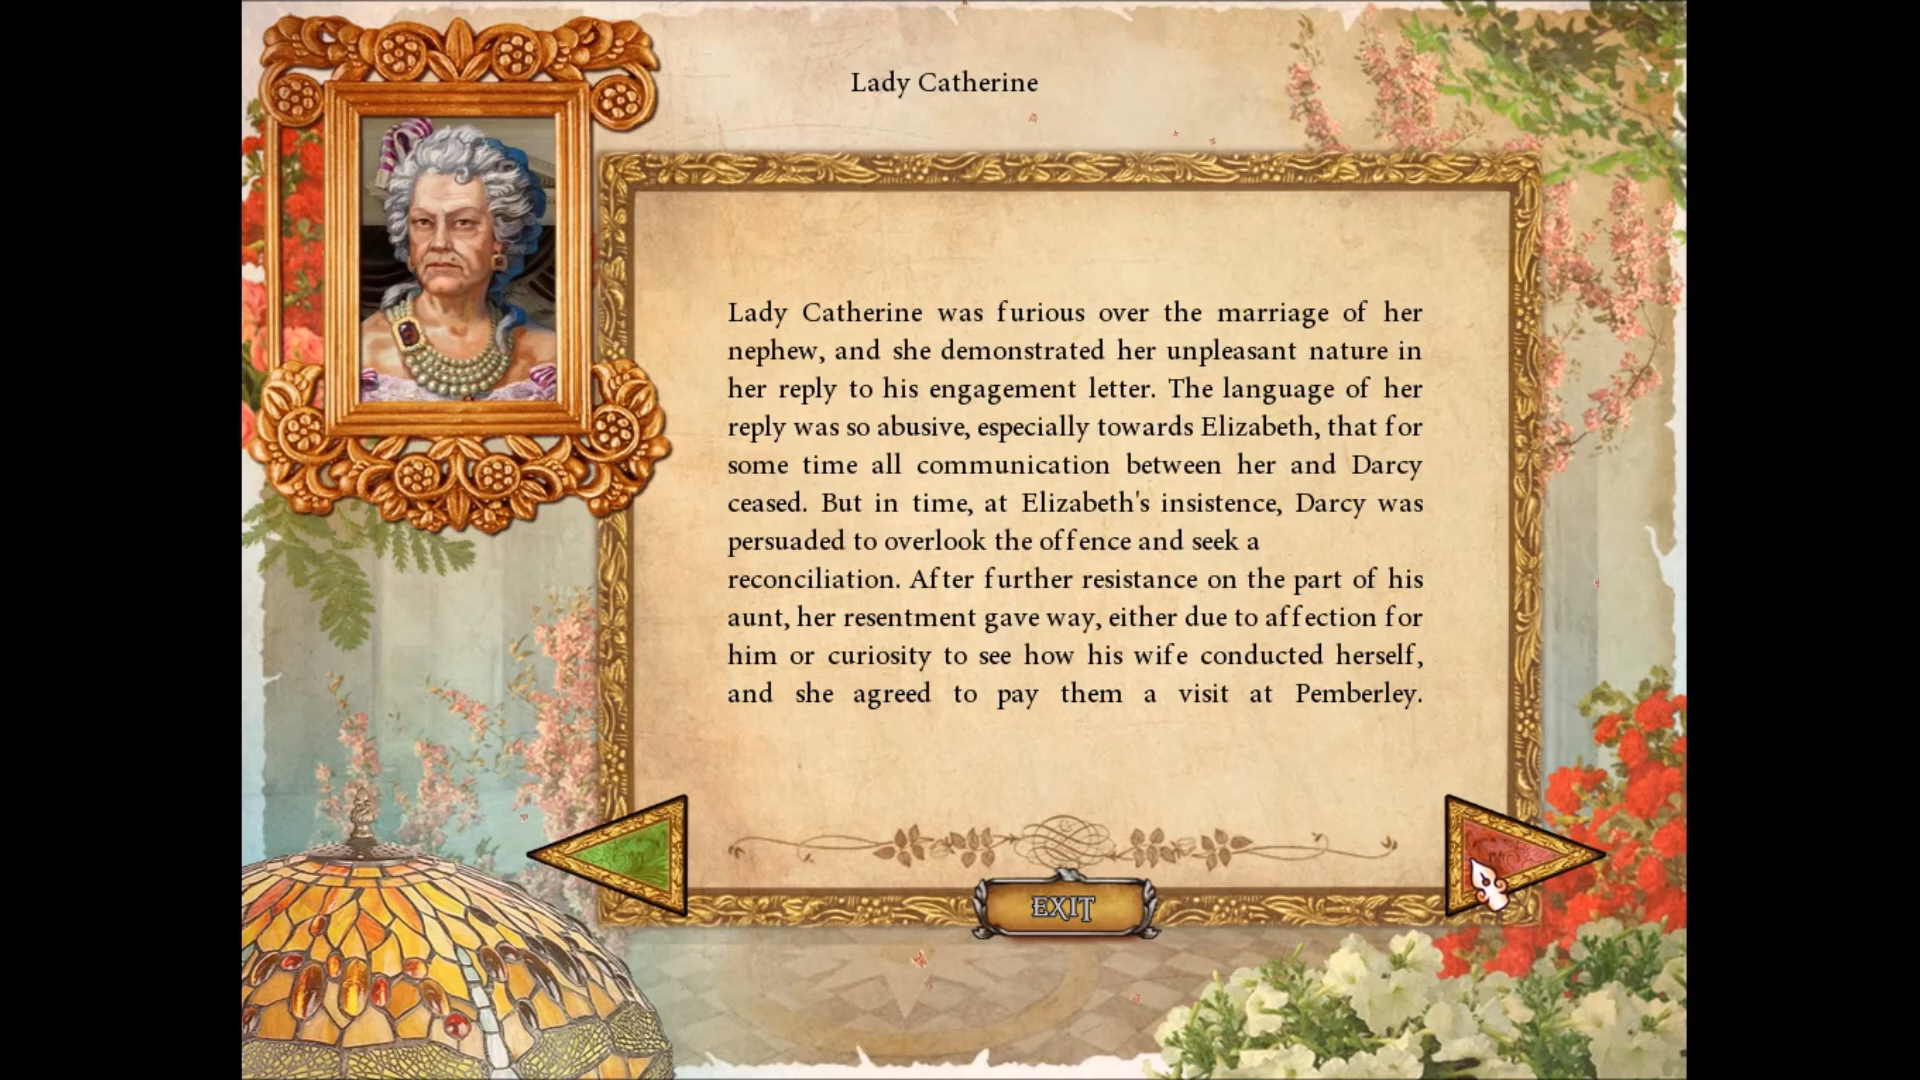 Lady Catherine
Lady Catherine was furious over the marriage of her
nephew, and she demonstrated her unpleasant nature in
her reply to his engagement letter. The language of her
reply was so abusive, especially towards Elizabeth, that for
some time all communication between her and Darcy
ceased. But in time, at Elizabeth's insistence, Darcy was
persuaded to overlook the offence and seek a
reconciliation. After further resistance on the part of his
aunt, her resentment gave way, either due to affection for
him or curiosity to see how his wife conducted herself,
and she agreed to pay them a visit at Pemberley.
EXIT